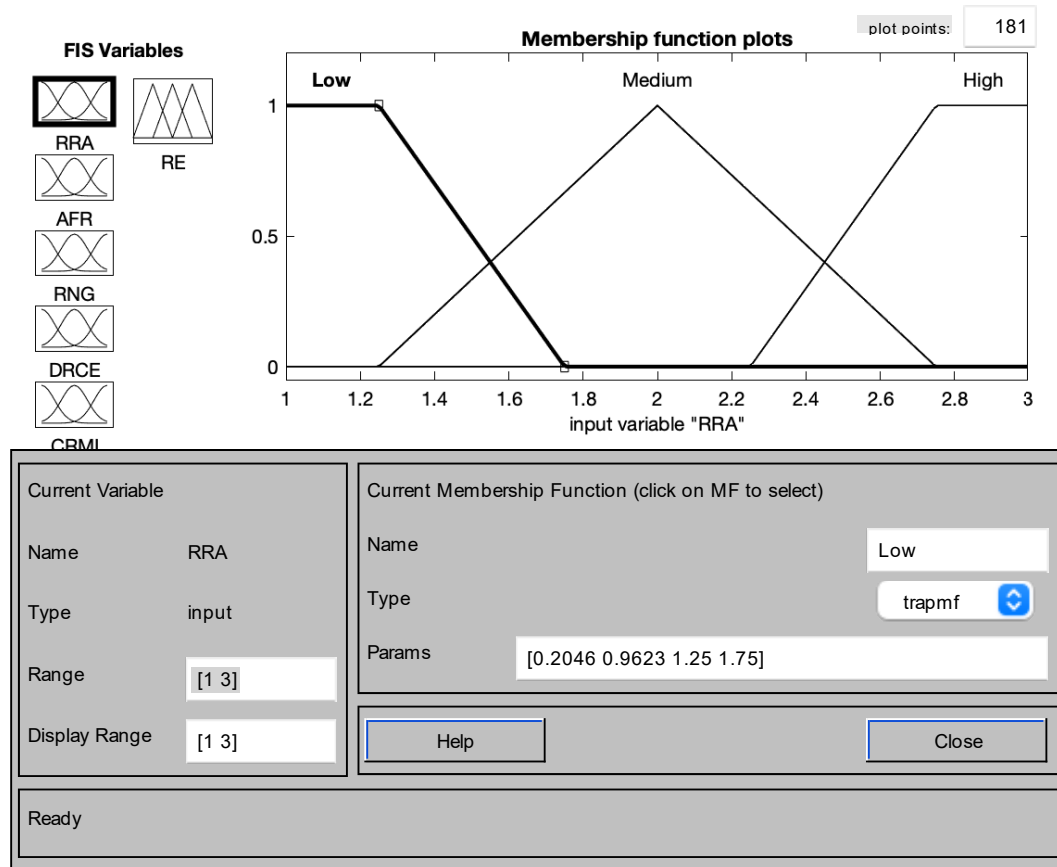 plot points: 181
FIS Variables
Membership function plots
RRA
RE
AFR
RNG
DRCE
Low Medium High
1
0.5
0
1 1.2 1.4 1.6 1.8 2 2.2 2.4 2.6 2.8 3
input variable "RRA"
Current Variable
Name RRA
Type input
Range [1 3]
Display Range [1 3]
Current Membership Function (click on MF to select)
Name Low
Type trapmf
Params [0.2046 0.9623 1.25 1.75]
Help Close
Ready